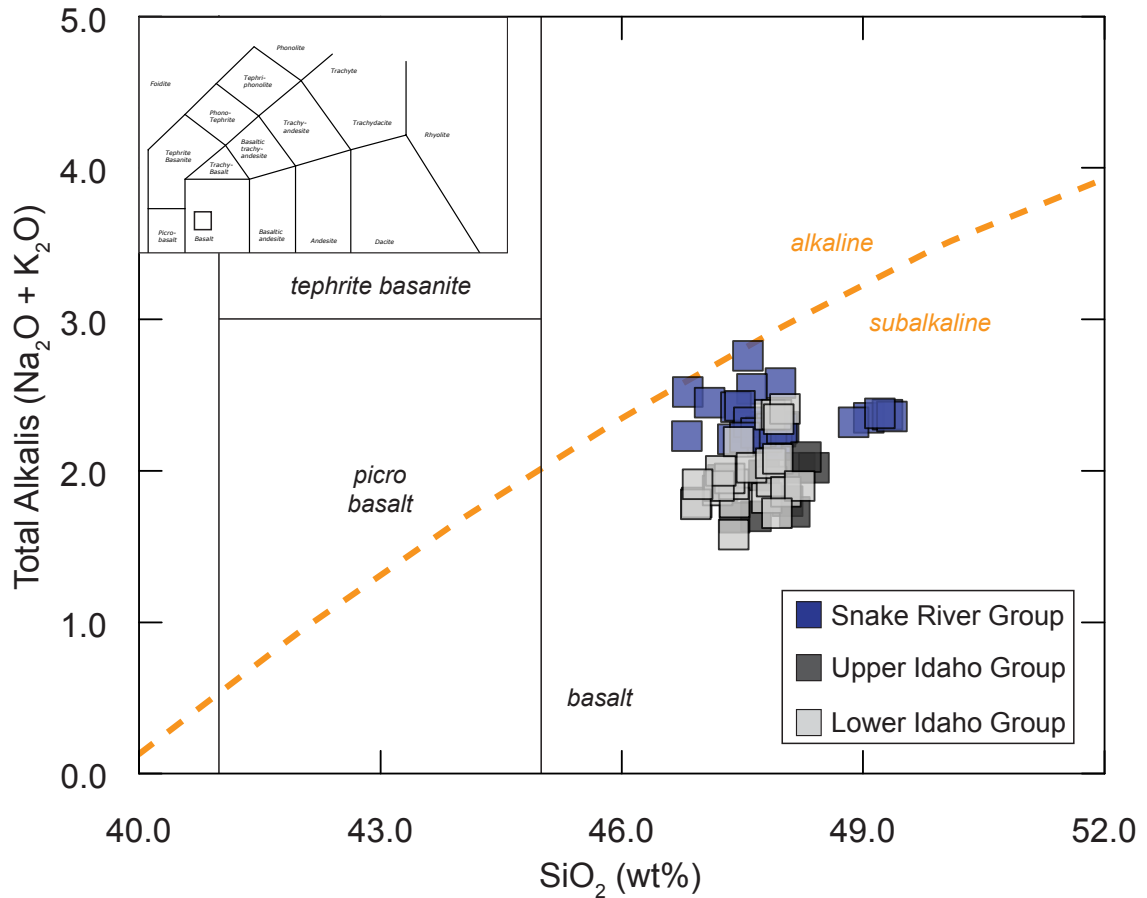 5.0
4.0
3.0
2.0
1.0
0.0
Total Alkalis (Na₂O + K₂O)
Phonolite
Foidite
Tephri-
phonolite
Trachyte
Phono-
Tephrite
Trachy-
andesite
Trachydacite
Rhyolite
Tephrite
Basanite
Basaltic
trachy-
andesite
Trachy-
Basalt
Picro-
basalt
Basalt
Basaltic
andesite
Andesite
Dacite
tephrite basanite
alkaline
subalkaline
picro
basalt
basalt
Snake River Group
Upper Idaho Group
Lower Idaho Group
40.0 43.0 46.0 49.0 52.0
SiO₂ (wt%)